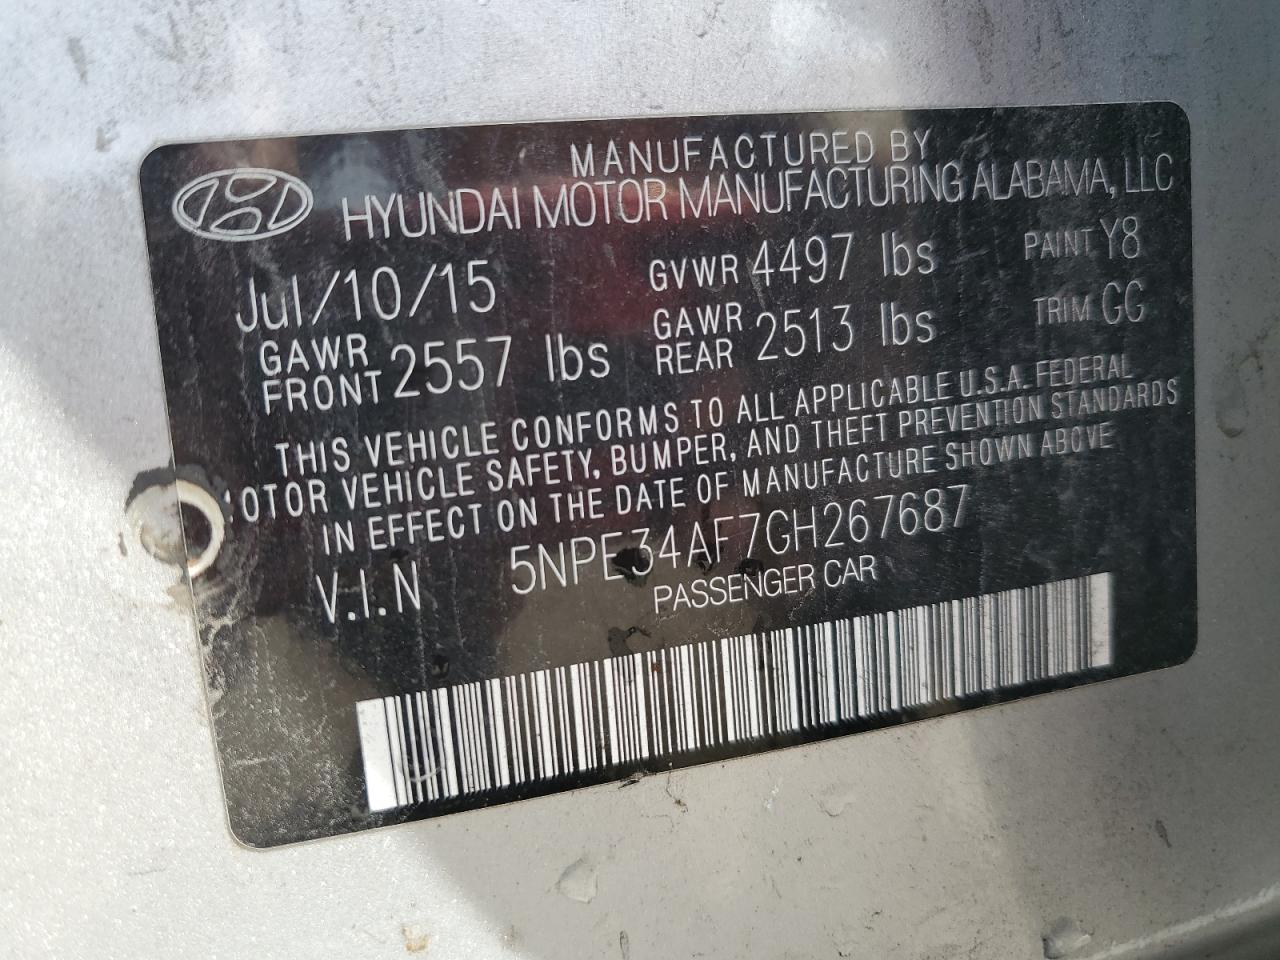 MANUFACTURED BY
HYUNDAI MOTOR MANUFACTURING ALABAMA, LLC
Jul/10/15 GVWR 4497 lbs PAINT Y8
GAWR FRONT 2557 lbs GAWR REAR 2513 lbs TRIM GG
THIS VEHICLE CONFORMS TO ALL APPLICABLE U.S.A. FEDERAL
OTOR VEHICLE SAFETY, BUMPER, AND THEFT PREVENTION STANDARDS
IN EFFECT ON THE DATE OF MANUFACTURE SHOWN ABOVE
V.I.N 5NPE34AF7GH267687
PASSENGER CAR